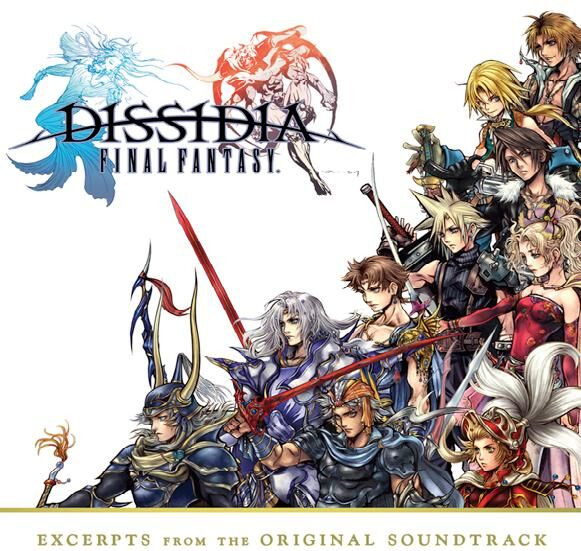 DISSIDIA
FINAL FANTASY®
EXCERPTS FROM THE ORIGINAL SOUNDTRACK